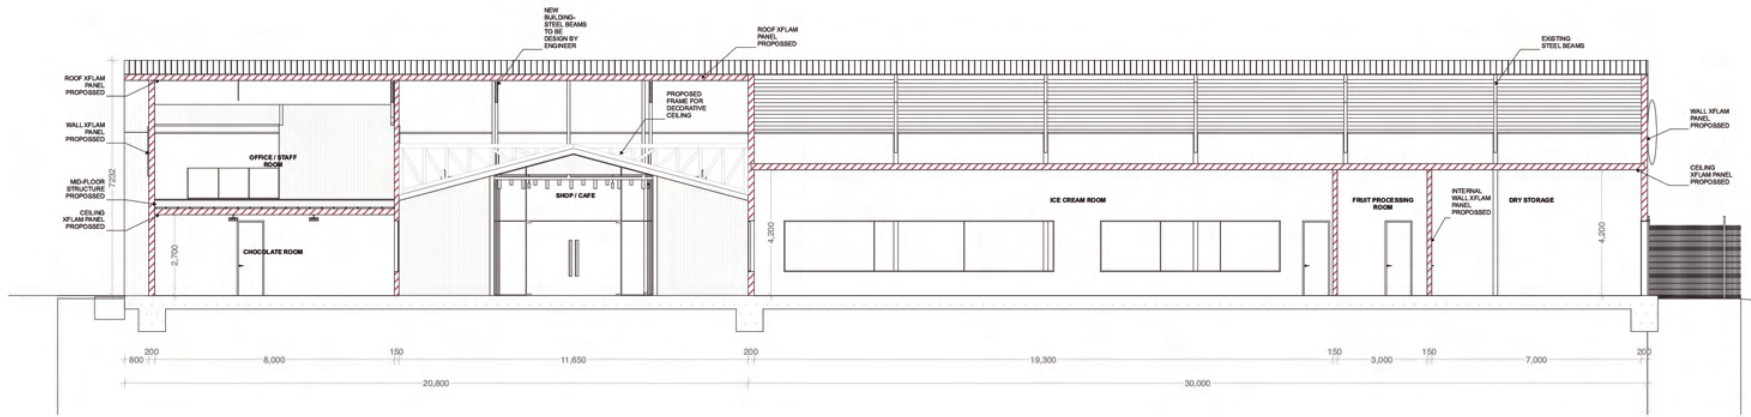 NEW
BUILDING-
STEEL BEAMS
TO BE
DESIGN BY
ENGINEER
ROOF XFLAM
PANEL
PROPOSSED
EXISTING
STEEL BEAMS
ROOF XFLAM
PANEL
PROPOSSED
PROPOSED
FRAME FOR
DECORATIVE
CEILING
WALL XFLAM
PANEL
PROPOSSED
WALL XFLAM
PANEL
PROPOSSED
OFFICE / STAFF
ROOM
7232
MID-FLOOR
STRUCTURE
PROPOSSED
CEILING
XFLAM PANEL
PROPOSSED
CEILING
XFLAM PANEL
PROPOSSED
SHOP / CAFE
ICE CREAM ROOM
FRUIT PROCESSING
ROOM
INTERNAL
WALL XFLAM
PANEL
PROPOSSED
DRY STORAGE
2,700
CHOCOLATE ROOM
4,200
4,200
800
200
8,000
150
11,650
200
19,300
150
3,000
150
7,000
200
20,800
30,000